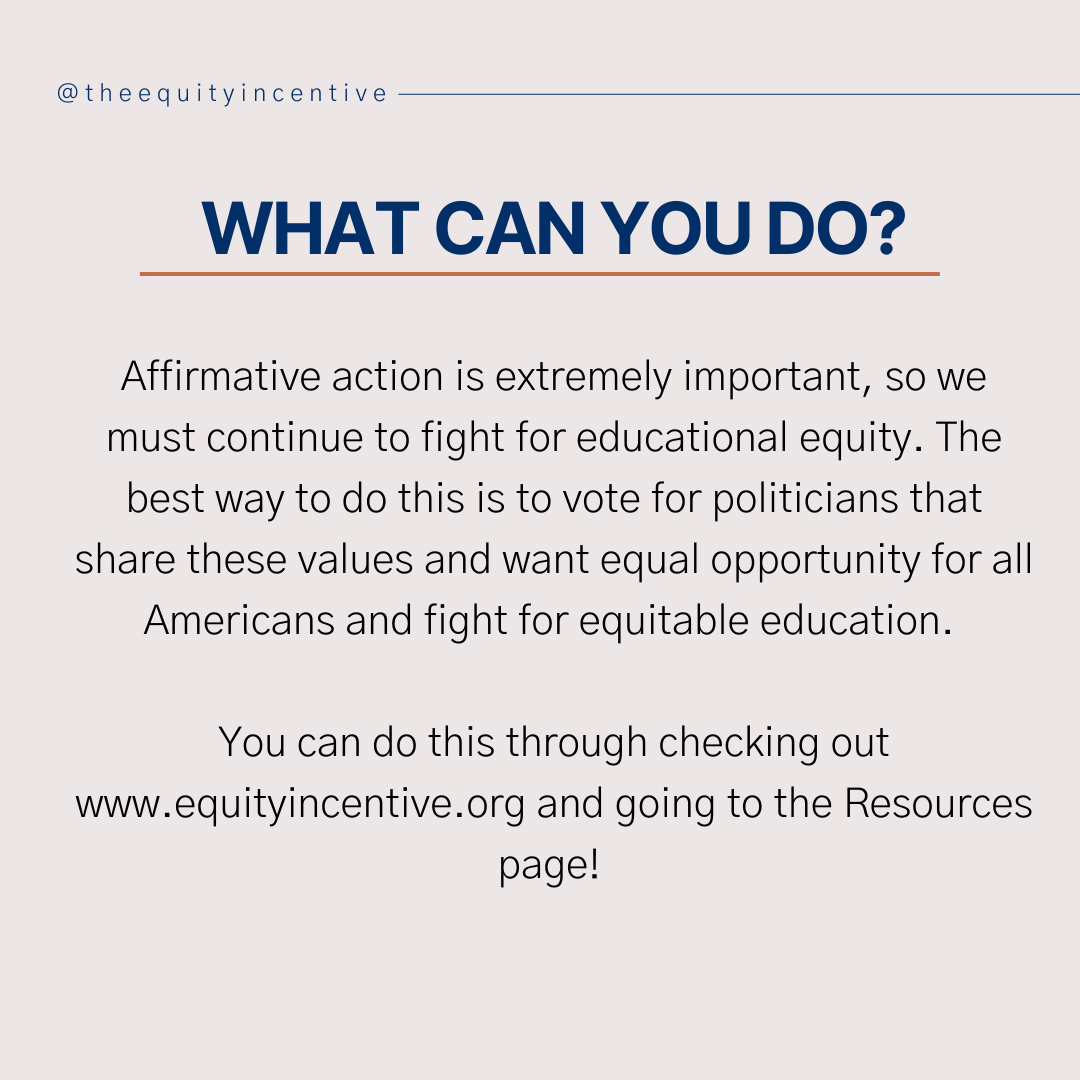 @theequityincentive
WHAT CAN YOU DO?
Affirmative action is extremely important, so we
must continue to fight for educational equity. The
best way to do this is to vote for politicians that
share these values and want equal opportunity for all
Americans and fight for equitable education.
You can do this through checking out
www.equityincentive.org and going to the Resources
page!